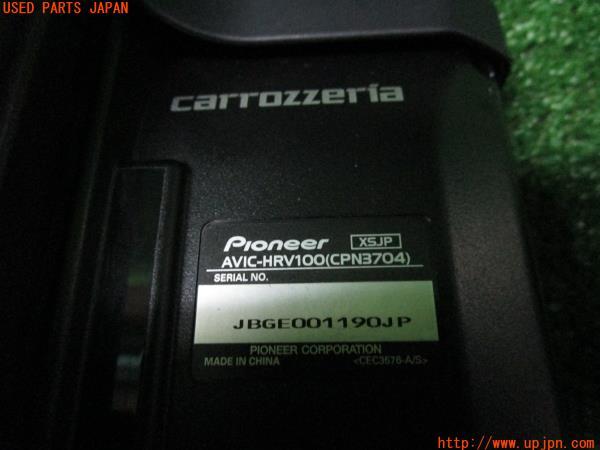 USED PARTS JAPAN
carrozzeria
Pioneer XSJP
AVIC-HRV100(CPN3704)
SERIAL NO.
JBGE001190JP
PIONEER CORPORATION
MADE IN CHINA <CEC3576-A/S>
http://www.upjpn.com